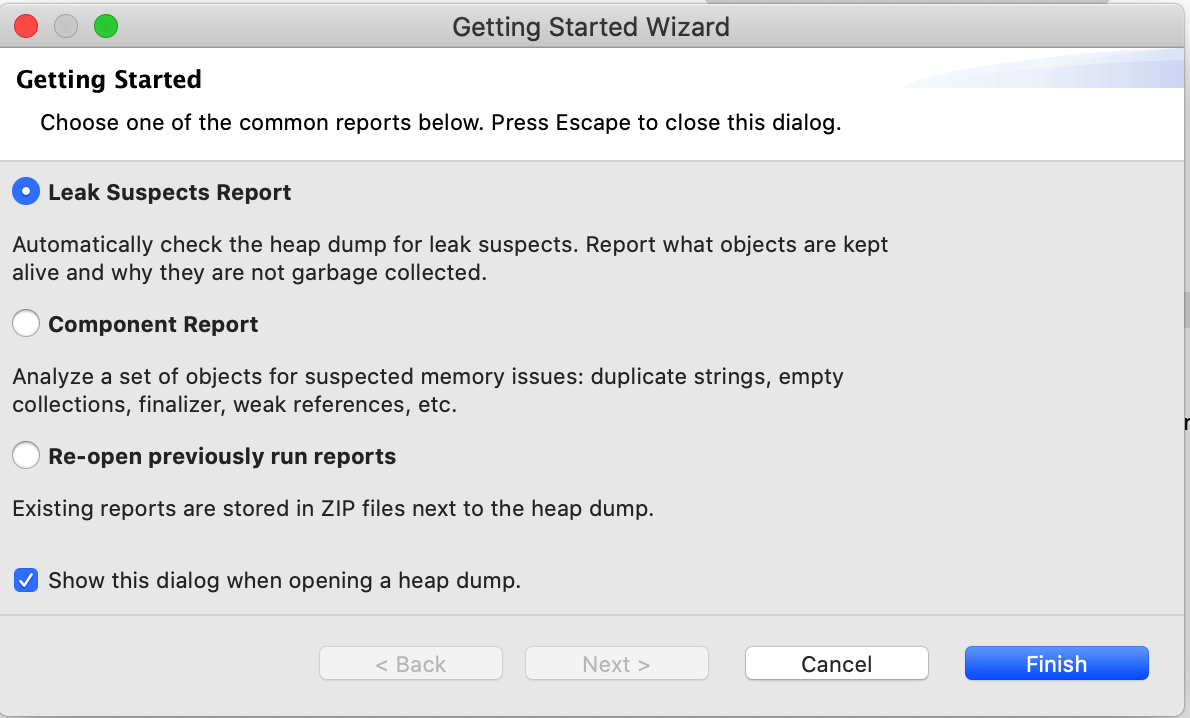 Getting Started Wizard
Getting Started
Choose one of the common reports below. Press Escape to close this dialog.
Leak Suspects Report
Automatically check the heap dump for leak suspects. Report what objects are kept
alive and why they are not garbage collected.
Component Report
Analyze a set of objects for suspected memory issues: duplicate strings, empty
collections, finalizer, weak references, etc.
Re-open previously run reports
Existing reports are stored in ZIP files next to the heap dump.
Show this dialog when opening a heap dump.
< Back
Next >
Cancel
Finish